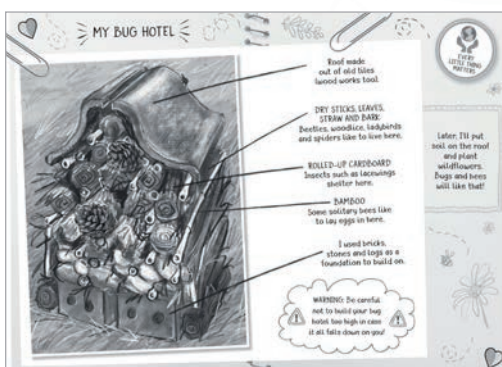 MY BUG HOTEL
EVERY
LITTLE THING
MATTERS
Roof made
out of old tiles
(wood works too).
DRY STICKS, LEAVES,
STRAW AND BARK
Beetles, woodlice, ladybirds
and spiders like to live here.
ROLLED-UP CARDBOARD
Insects such as lacewings
shelter here.
BAMBOO
Some solitary bees like
to lay eggs in here.
I used bricks,
stones and logs as a
foundation to build on.
WARNING: Be careful
not to build your bug
hotel too high in case
it all falls down on you!
Later, I'll put
soil on the roof
and plant
wildflowers.
Bugs and bees
will like that!